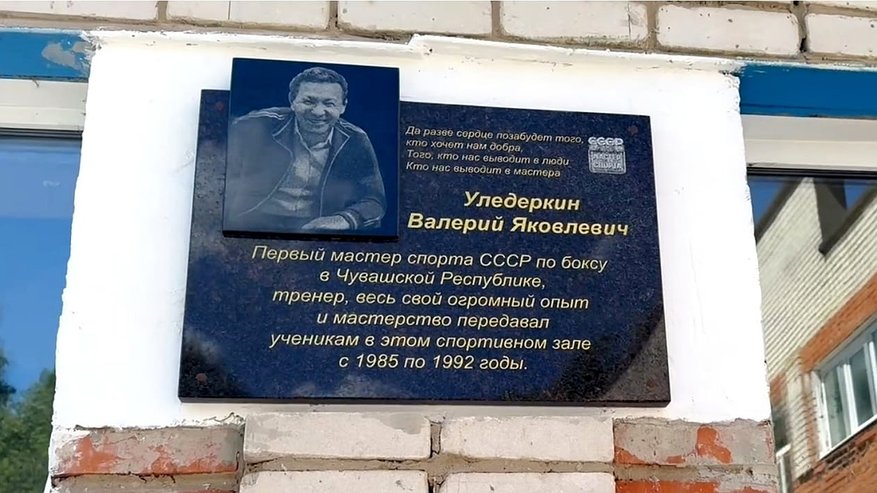 Да разве сердце позабудет того,
кто хочет нам добра,
Того, кто нас выводит в люди
Кто нас выводит в мастера
СССР
МАСТЕР
СПОРТА
Уледеркин
Валерий Яковлевич
Первый мастер спорта СССР по боксу
в Чувашской Республике,
тренер, весь свой огромный опыт
и мастерство передавал
ученикам в этом спортивном зале
с 1985 по 1992 годы.